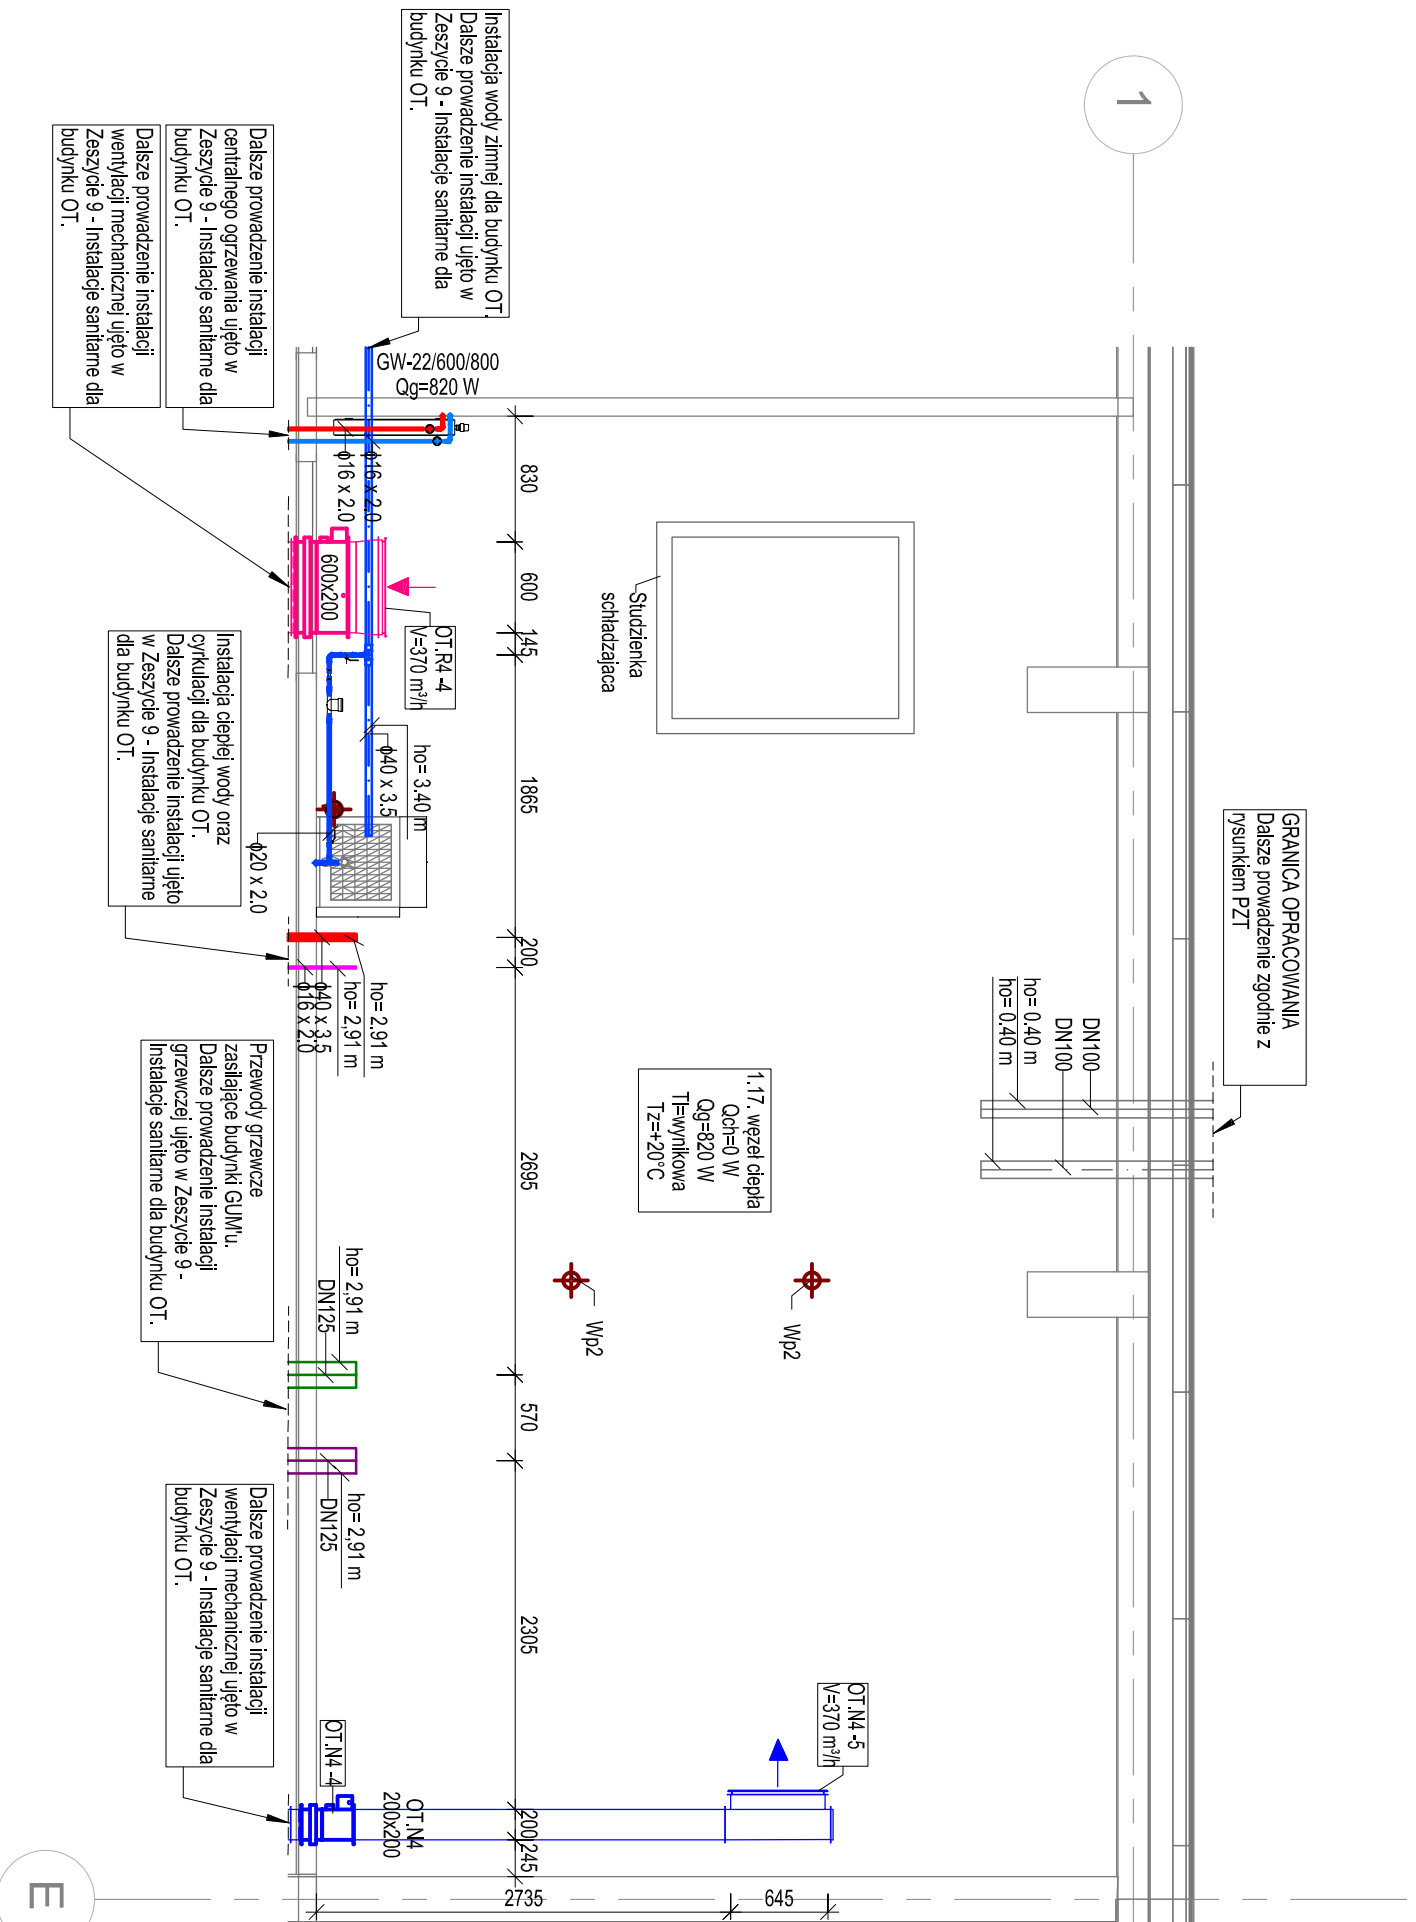 1
GRANICA OPRACOWANIA
Dalsze prowadzenie zgodnie z
rysunkiem PZT
DN100
DN100
ho= 0.40 m
ho= 0.40 m
Instalacja wody zimnej dla budynku OT.
Dalsze prowadzenie instalacji ujęto w
Zeszycie 9 - Instalacje sanitarne dla
budynku OT.
GW-22/600/800
Qg=820 W
Dalsze prowadzenie instalacji
centralnego ogrzewania ujęto w
Zeszycie 9 - Instalacje sanitarne dla
budynku OT.
Dalsze prowadzenie instalacji
wentylacji mechanicznej ujęto w
Zeszycie 9 - Instalacje sanitarne dla
budynku OT.
ϕ16 x 2.0
ϕ16 x 2.0
600x200
OT.R4 -4
V=370 m³/h
Studzienka
schładzajaca
ho= 3.40 m
ϕ40 x 3.5
ϕ20 x 2.0
Instalacja ciepłej wody oraz
cyrkulacji dla budynku OT.
Dalsze prowadzenie instalacji ujęto
w Zeszycie 9 - Instalacje sanitarne
dla budynku OT.
ho= 2.91 m
ho= 2,91 m
ϕ40 x 3.5
ϕ16 x 2.0
1.17. węzeł ciepła
Qch=0 W
Qg=820 W
TI=wynikowa
Tz=+20°C
Wp2
Wp2
Przewody grzewcze
zasilające budynki GUM'u.
Dalsze prowadzenie instalacji
grzewczej ujęto w Zeszycie 9 -
Instalacje sanitarne dla budynku OT.
ho= 2,91 m
DN125
ho= 2,91 m
DN125
Dalsze prowadzenie instalacji
wentylacji mechanicznej ujęto w
Zeszycie 9 - Instalacje sanitarne dla
budynku OT.
OT.N4 -5
V=370 m³/h
OT.N4 -4
OT.N4
200x200
830
600
145
1865
200
2695
570
2305
200
245
2735
645
E